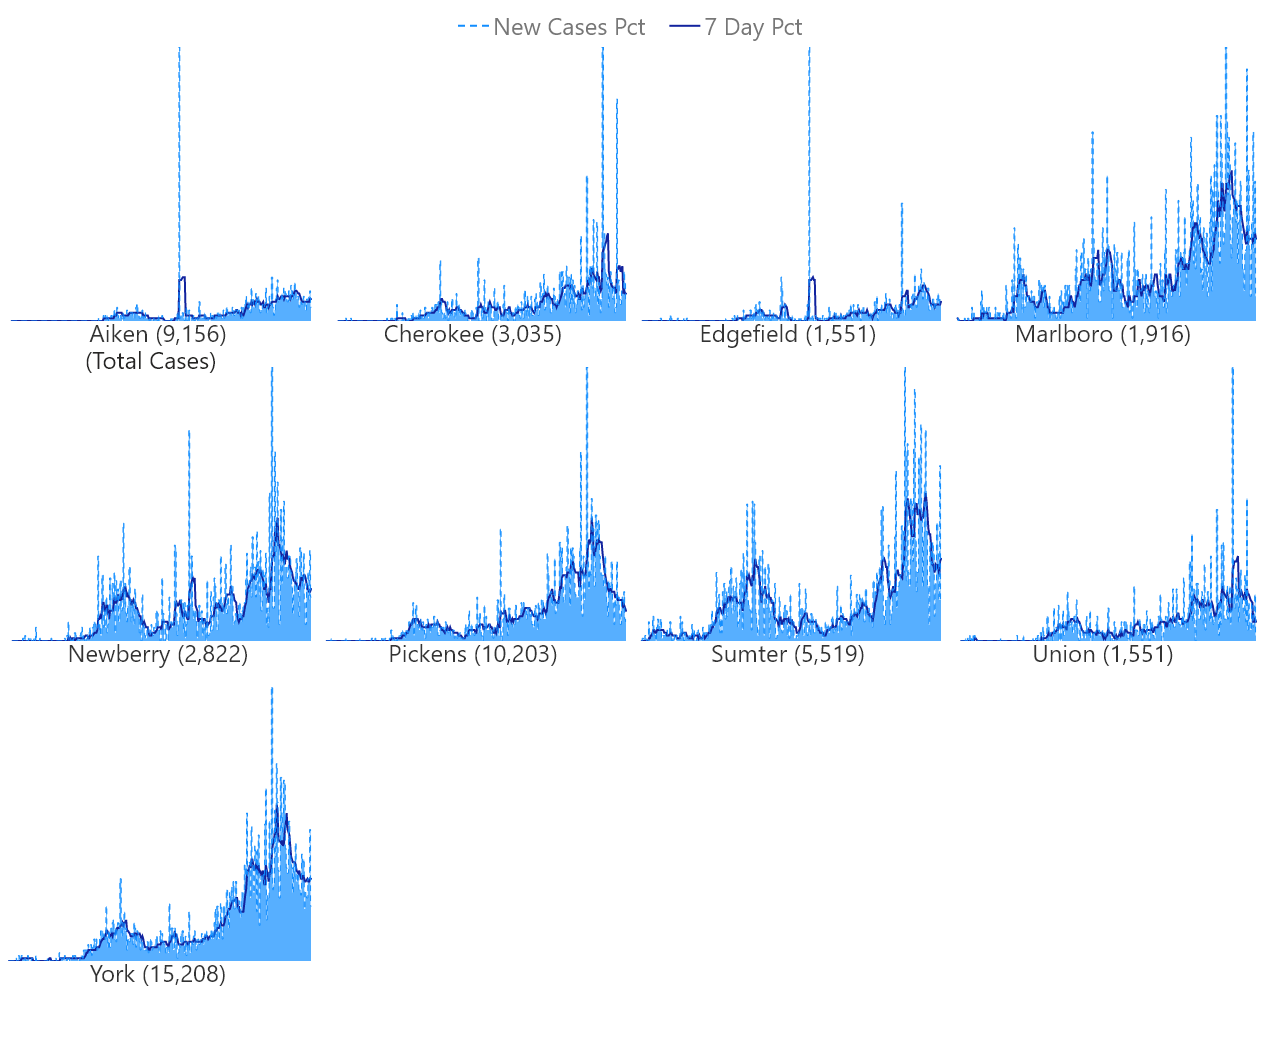 New Cases Pct 7 Day Pct
Aiken (9,156) Cherokee (3,035) Edgefield (1,551) Marlboro (1,916)
(Total Cases)
Newberry (2,822) Pickens (10,203) Sumter (5,519) Union (1,551)
York (15,208)